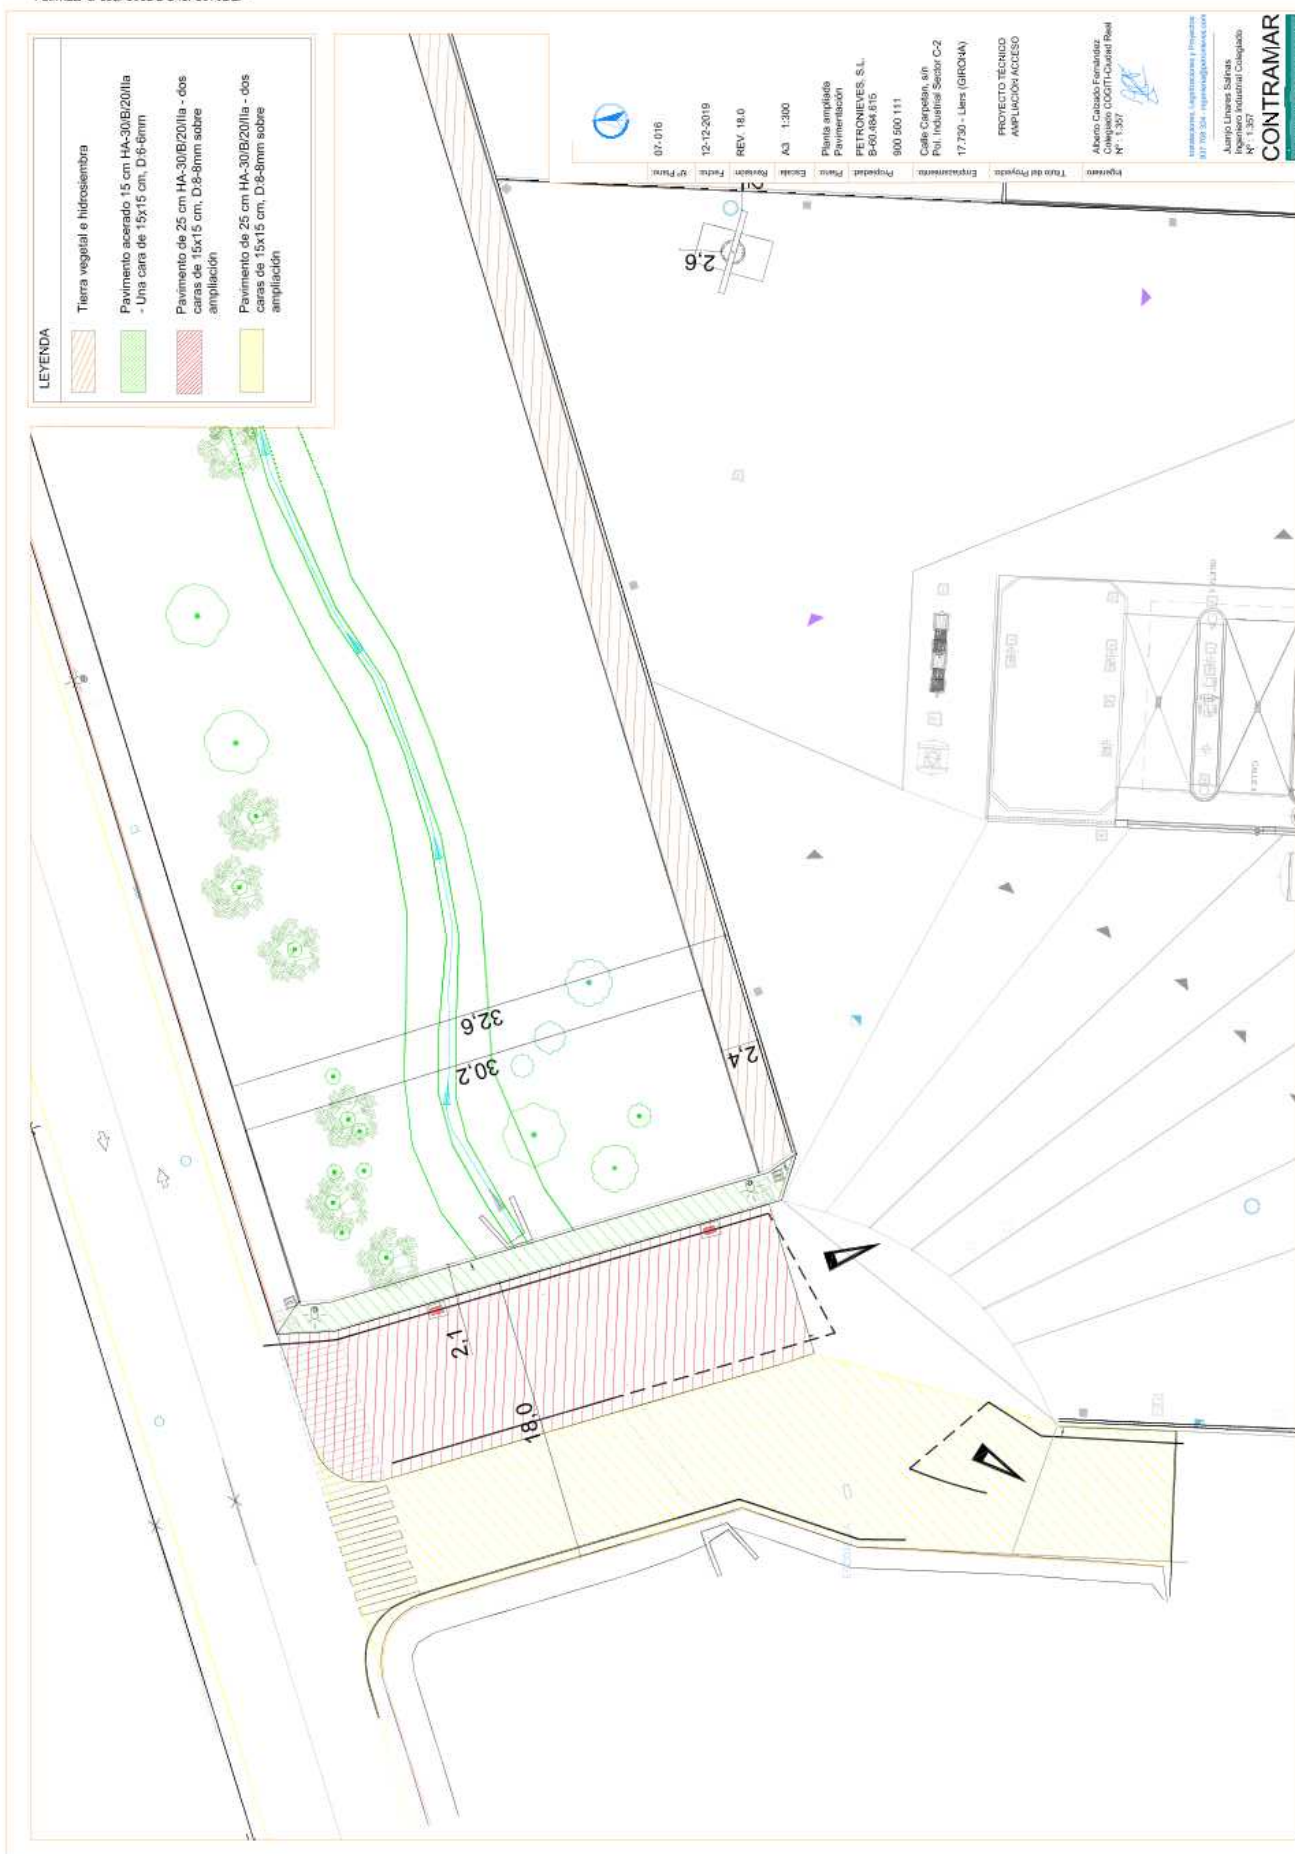 LEYENDA
Tierra vegetal e hidrosiembra
Pavimento acerado 15 cm HA-30/B/20/IIa
- Una cara de 15x15 cm, D:6-6mm
Pavimento de 25 cm HA-30/B/20/IIa - dos
caras de 15x15 cm, D:8-8mm sobre
ampliación
Pavimento de 25 cm HA-30/B/20/IIa - dos
caras de 15x15 cm, D:8-8mm sobre
ampliación
Nº Plano:
07-016
Fecha:
12-12-2019
Revisión:
REV. 18.0
Escala:
A3 1:300
Plano:
Planta ampliada
Pavimentación
Propiedad:
PETRONIEVES, S.L.
B-60.484.615
900 500 111
Emplazamiento:
Calle Carpetan, s/n
Pol. Industrial Sector C-2
17.730 - Llers (GIRONA)
Título del Proyecto:
PROYECTO TÉCNICO
AMPLIACIÓN ACCESO
Ingeniero:
Alberto Calzado Fernández
Colegiado COGITI-Ciudad Real
Nº : 1.357
Juanjo Linares Salinas
Ingeniero Industrial Colegiado
Nº : 1.357
CONTRAMAR
2,6
32,6
30,2
2,4
2,1
18,0